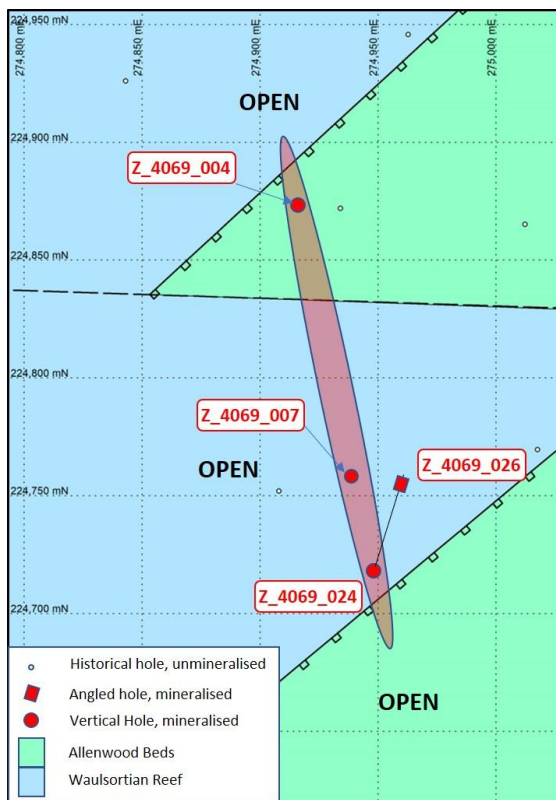 224,950 mN
274,800 mE
274,850 mE
274,900 mE
274,950 mE
275,000 mE
OPEN
224,900 mN
Z_4069_004
224,850 mN
224,800 mN
Z_4069_007
Z_4069_026
OPEN
224,750 mN
Z_4069_024
224,700 mN
OPEN
Historical hole, unmineralised
Angled hole, mineralised
Vertical Hole, mineralised
Allenwood Beds
Waulsortian Reef